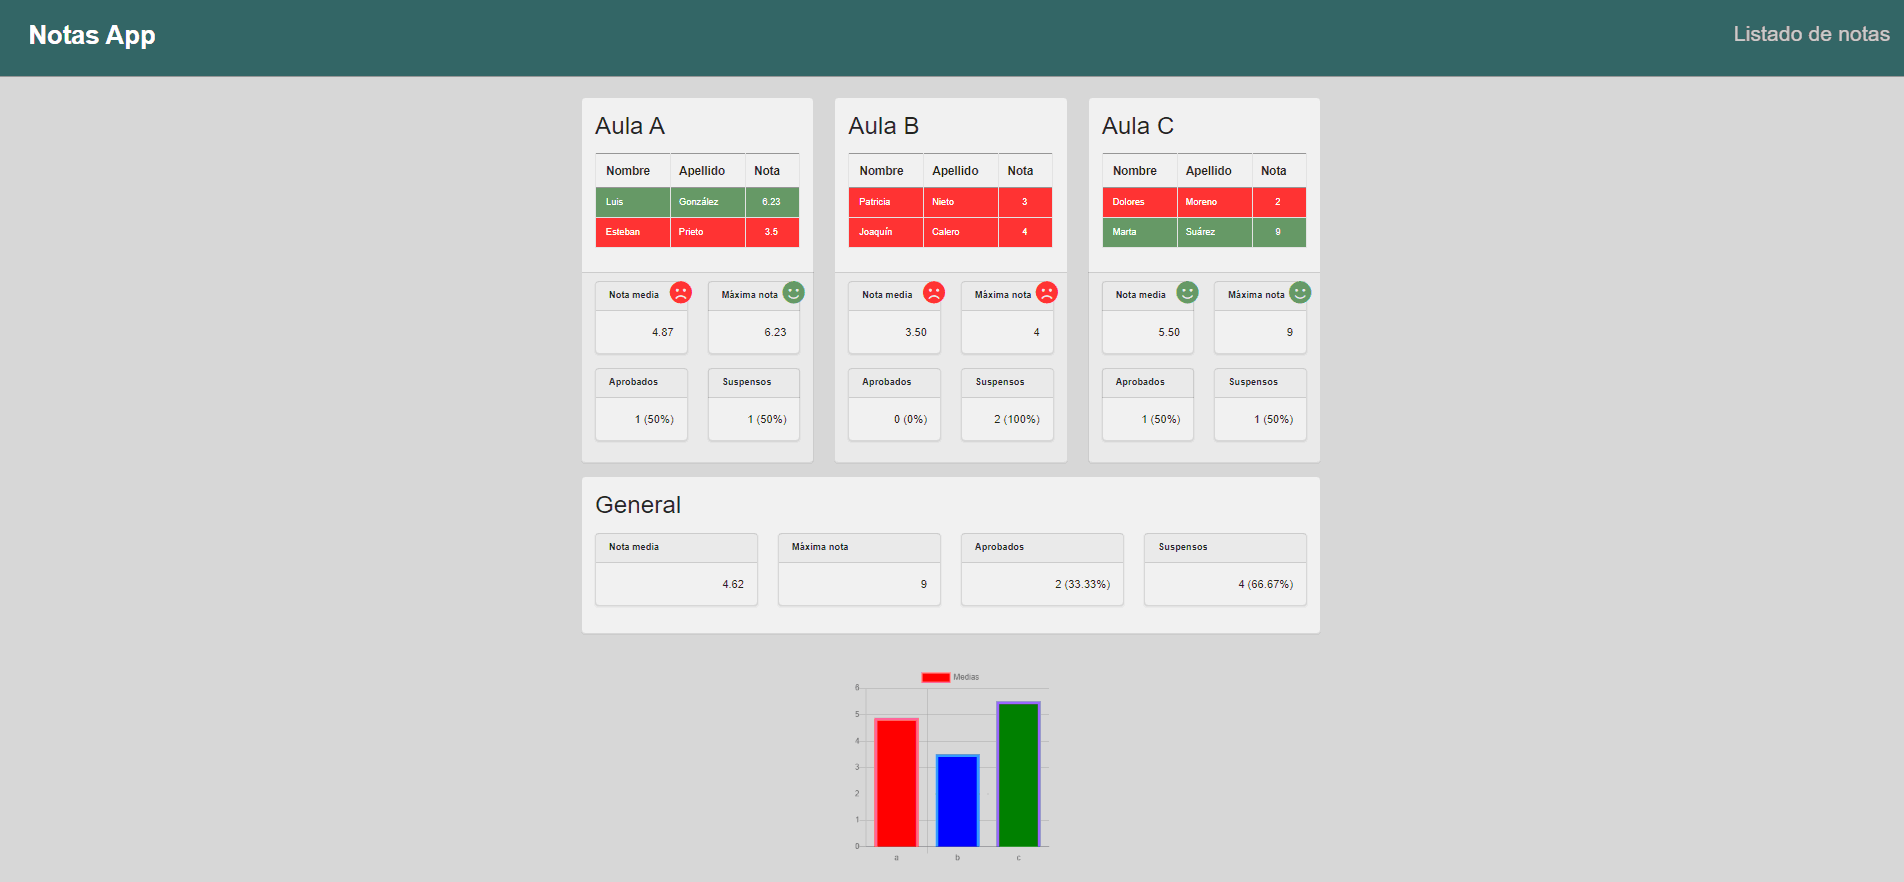 Notas App
Listado de notas
Aula A
Nombre Apellido Nota
Luis González 6.23
Esteban Prieto 3.5
Nota media Máxima nota
4.87 6.23
Aprobados Suspensos
1 (50%) 1 (50%)
Aula B
Nombre Apellido Nota
Patricia Nieto 3
Joaquín Calero 4
Nota media Máxima nota
3.50 4
Aprobados Suspensos
0 (0%) 2 (100%)
Aula C
Nombre Apellido Nota
Dolores Moreno 2
Marta Suárez 9
Nota media Máxima nota
5.50 9
Aprobados Suspensos
1 (50%) 1 (50%)
General
Nota media Máxima nota Aprobados Suspensos
4.62 9 2 (33.33%) 4 (66.67%)
Medias
6
5
4
3
2
1
0
a b c